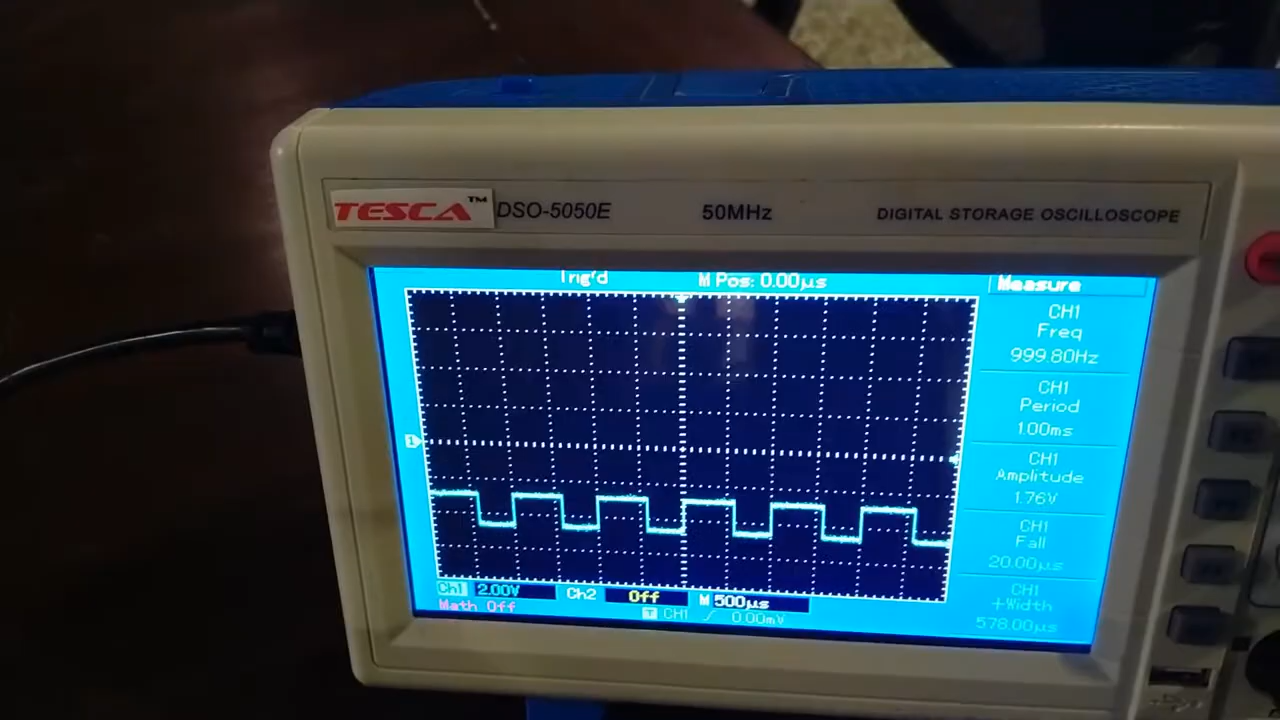 TESCA™ DSO-5050E 50MHz DIGITAL STORAGE OSCILLOSCOPE
Trig'd M Pos: 0.00µs Measure
CH1
Freq
999.80Hz
CH1
Period
1.00ms
1
CH1
Amplitude
1.76V
CH1
Fall
20.00µs
CH1
+Width
578.00µs
Ch1 2.00V Ch2 Off M 500µs
Math Off T CH1 0.00mV